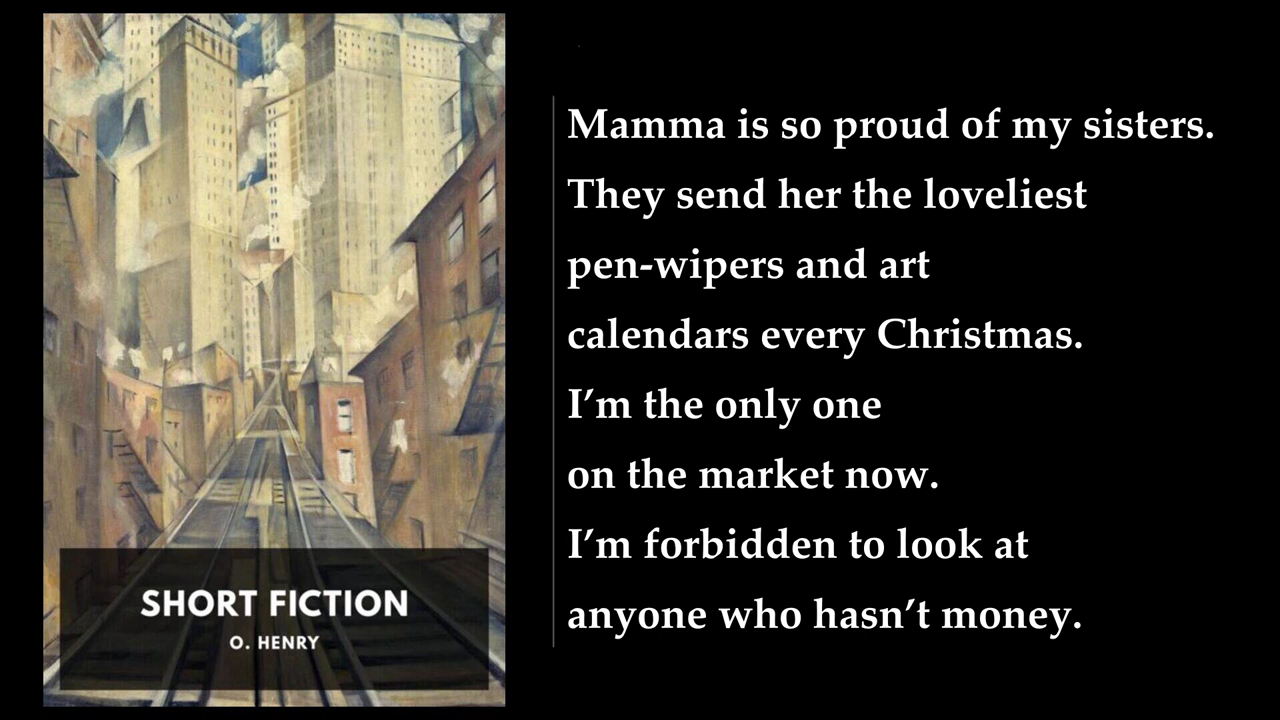 SHORT FICTION
O. HENRY
Mamma is so proud of my sisters.
They send her the loveliest
pen-wipers and art
calendars every Christmas.
I’m the only one
on the market now.
I’m forbidden to look at
anyone who hasn’t money.